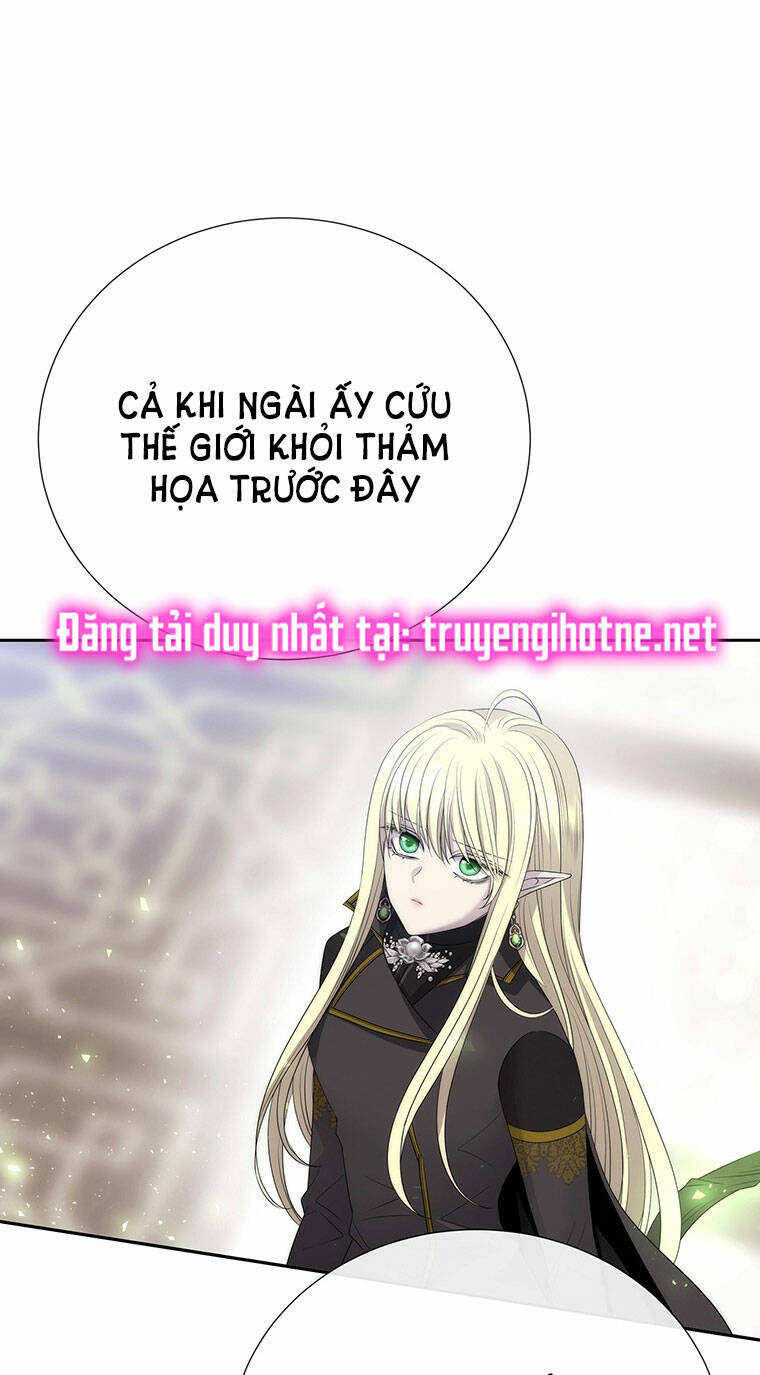 CẢ KHI NGÀI ẤY CỨU
THẾ GIỚI KHỎI THẢM
HỌA TRƯỚC ĐÂY
Đăng tải duy nhất tại: truyengihotne.net